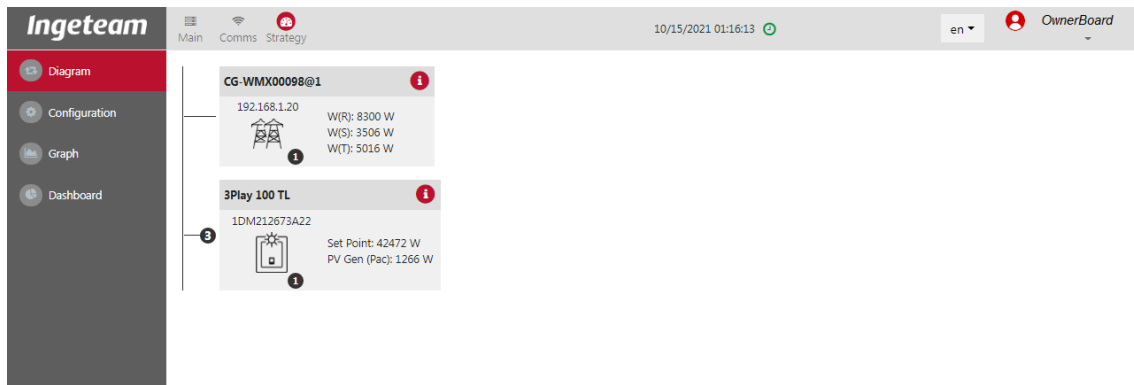 Ingeteam
Main Comms Strategy
10/15/2021 01:16:13
en
OwnerBoard
Diagram
Configuration
Graph
Dashboard
CG-WMX00098@1
192.168.1.20
W(R): 8300 W
W(S): 3506 W
W(T): 5016 W
1
3Play 100 TL
1DM212673A22
3
Set Point: 42472 W
PV Gen (Pac): 1266 W
1